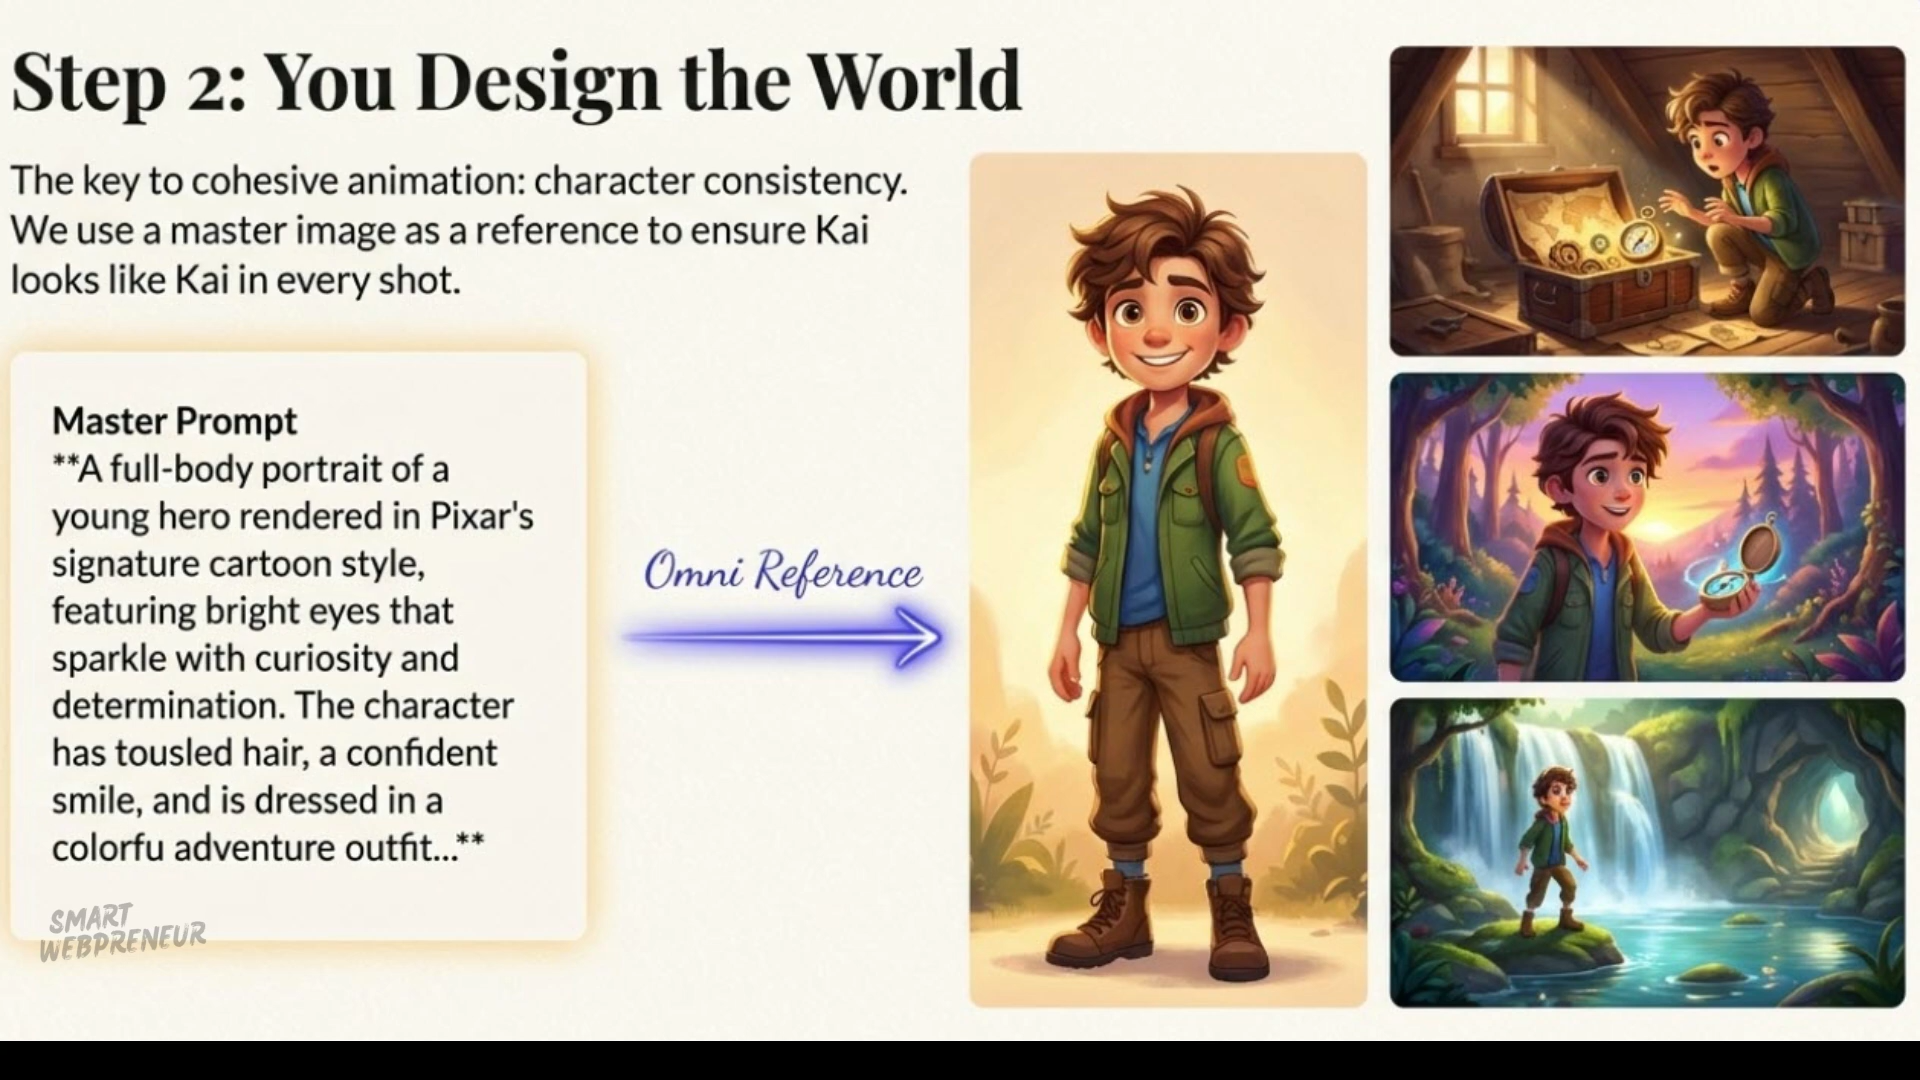 Step 2: You Design the World
The key to cohesive animation: character consistency.
We use a master image as a reference to ensure Kai
looks like Kai in every shot.
Master Prompt
**A full-body portrait of a
young hero rendered in Pixar's
signature cartoon style,
featuring bright eyes that
sparkle with curiosity and
determination. The character
has tousled hair, a confident
smile, and is dressed in a
colorfu adventure outfit...**
Omni Reference
SMART
WEBPRENEUR